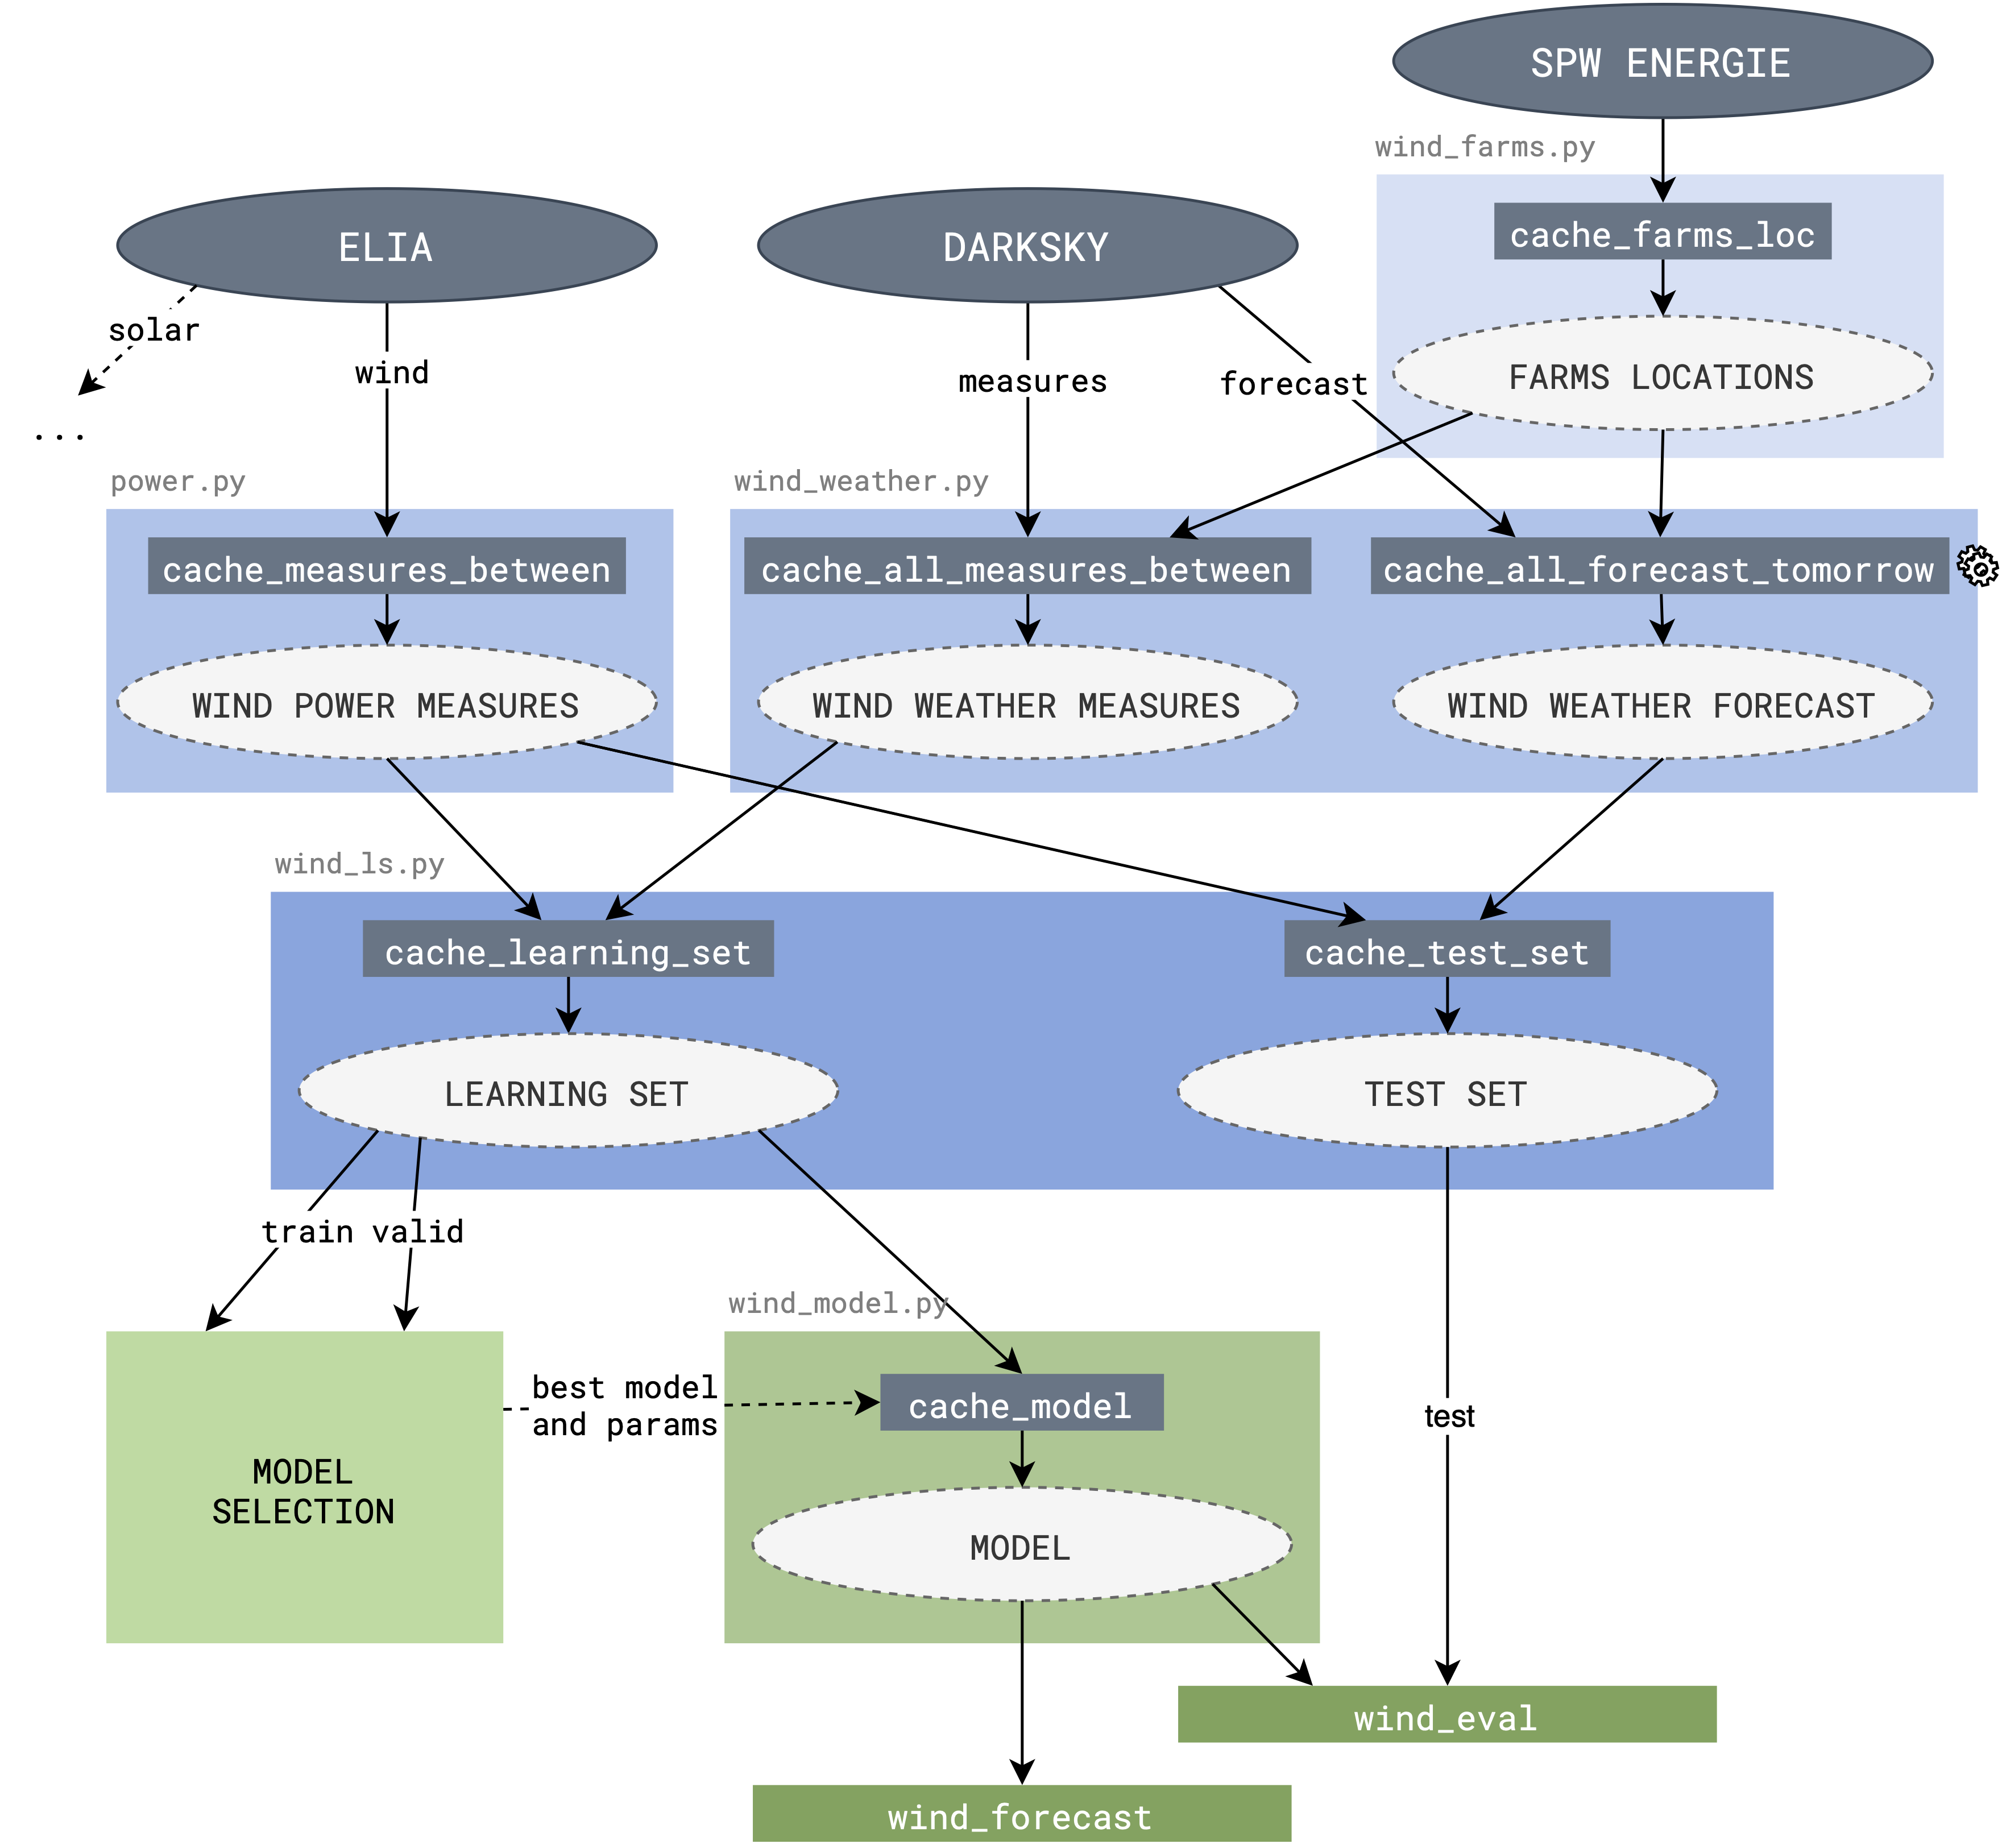 SPW ENERGIE
wind_farms.py
cache_farms_loc
ELIA
DARKSKY
solar
wind
measures
forecast
FARMS LOCATIONS
...
power.py
wind_weather.py
cache_measures_between
cache_all_measures_between
cache_all_forecast_tomorrow
WIND POWER MEASURES
WIND WEATHER MEASURES
WIND WEATHER FORECAST
wind_ls.py
cache_learning_set
cache_test_set
LEARNING SET
TEST SET
train
valid
wind_model.py
best model
and params
cache_model
test
MODEL
SELECTION
MODEL
wind_eval
wind_forecast